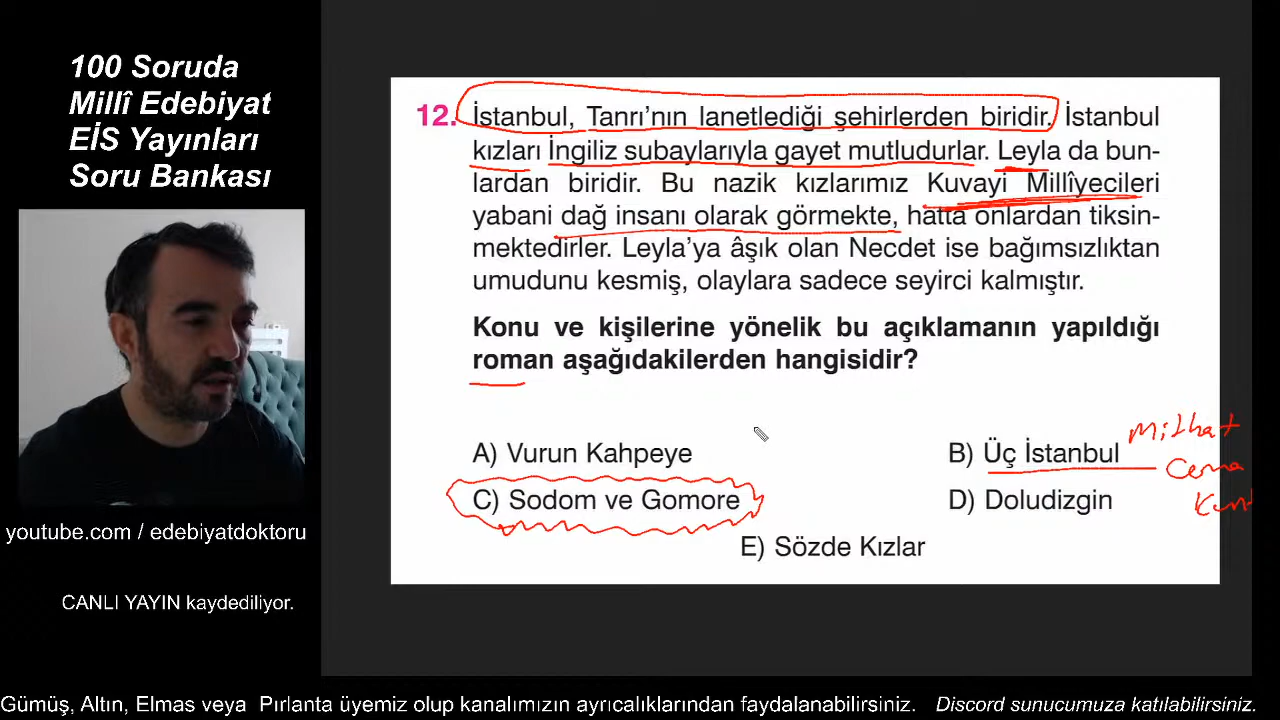 100 Soruda
Millî Edebiyat
EİS Yayınları
Soru Bankası
youtube.com / edebiyatdoktoru
CANLI YAYIN kaydediliyor.
12. İstanbul, Tanrı’nın lanetlediği şehirlerden biridir. İstanbul
kızları İngiliz subaylarıyla gayet mutludurlar. Leyla da bun-
lardan biridir. Bu nazik kızlarımız Kuvayi Millîyecileri
yabani dağ insanı olarak görmekte, hatta onlardan tiksin-
mektedirler. Leyla’ya âşık olan Necdet ise bağımsızlıktan
umudunu kesmiş, olaylara sadece seyirci kalmıştır.
Konu ve kişilerine yönelik bu açıklamanın yapıldığı
roman aşağıdakilerden hangisidir?
A) Vurun Kahpeye
B) Üç İstanbul
Mithat
C) Sodom ve Gomore
D) Doludizgin
E) Sözde Kızlar
Gümüş, Altın, Elmas veya Pırlanta üyemiz olup kanalımızın ayrıcalıklarından faydalanabilirsiniz. Discord sunucumuza katılabilirsiniz.